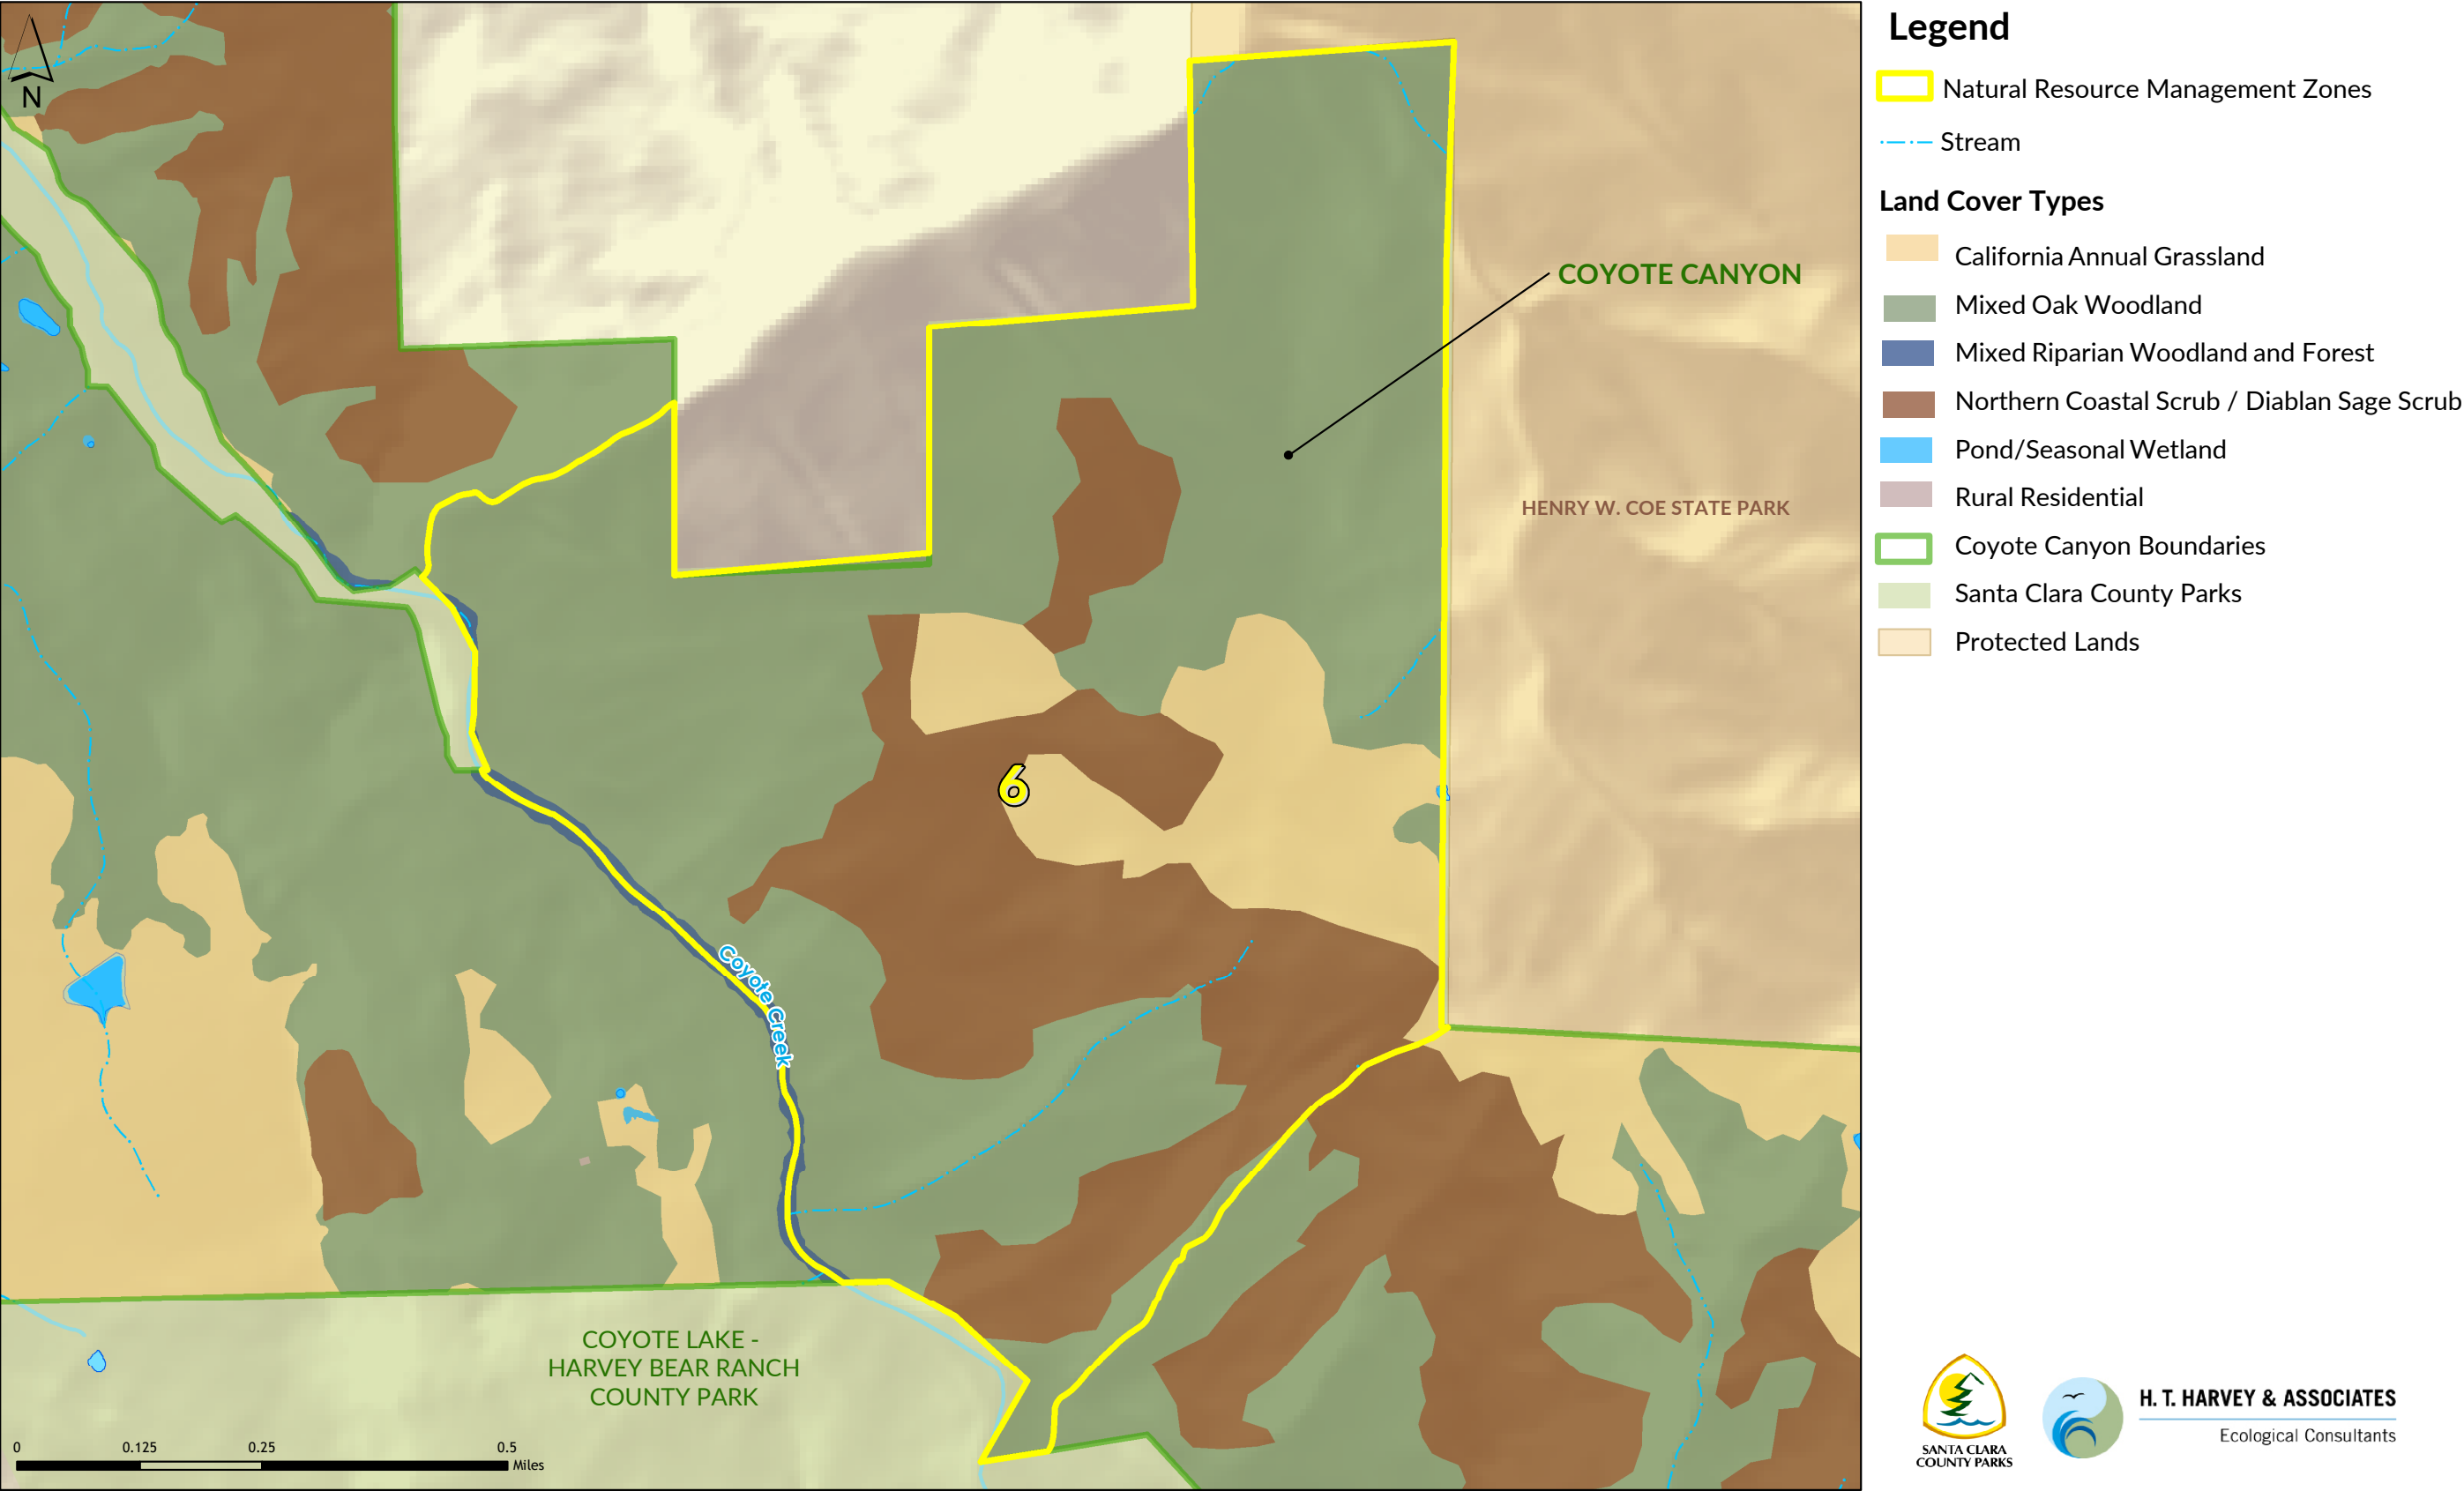 N
COYOTE CANYON
HENRY W. COE STATE PARK
6
Coyote Creek
COYOTE LAKE -
HARVEY BEAR RANCH
COUNTY PARK
0 0.125 0.25 0.5
Miles
Legend
Natural Resource Management Zones
Stream
Land Cover Types
California Annual Grassland
Mixed Oak Woodland
Mixed Riparian Woodland and Forest
Northern Coastal Scrub / Diablan Sage Scrub
Pond/Seasonal Wetland
Rural Residential
Coyote Canyon Boundaries
Santa Clara County Parks
Protected Lands
SANTA CLARA
COUNTY PARKS
H. T. HARVEY & ASSOCIATES
Ecological Consultants